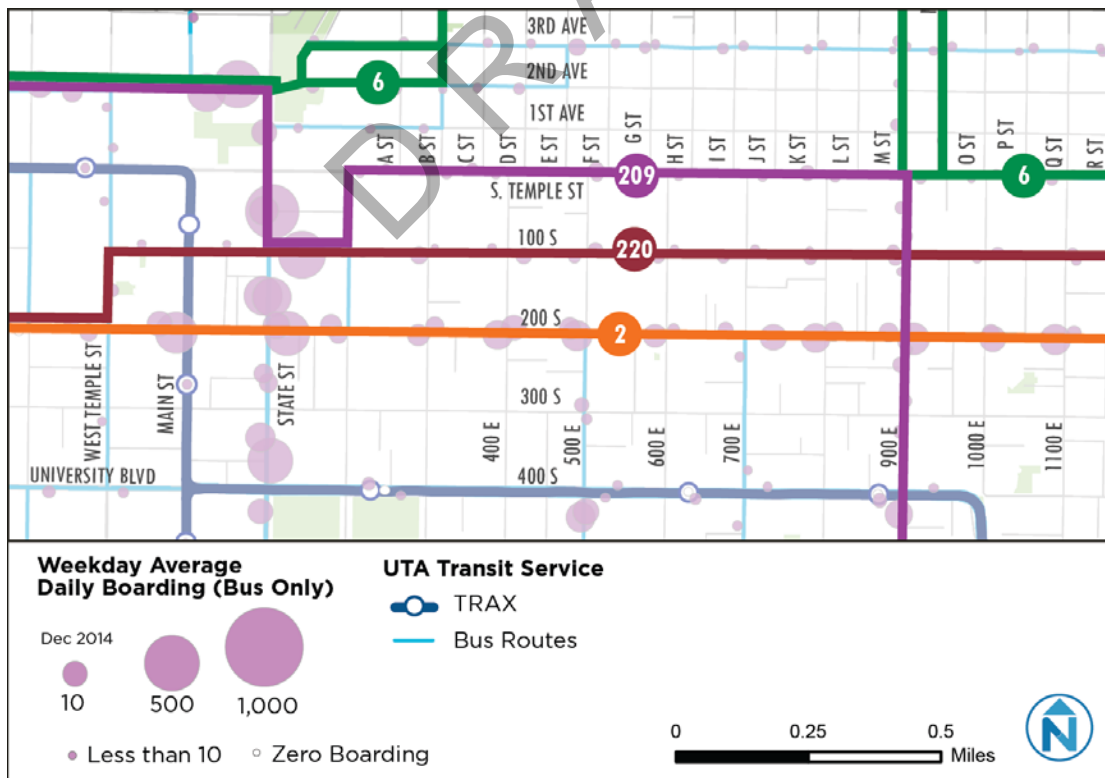 DRA
3RD AVE
2ND AVE
6
1ST AVE
A ST
B ST
C ST
D ST
E ST
F ST
G ST
H ST
I ST
J ST
K ST
L ST
M ST
O ST
P ST
Q ST
R ST
209
6
S. TEMPLE ST
100 S
220
200 S
2
WEST TEMPLE ST
MAIN ST
STATE ST
300 S
400 E
500 E
600 E
700 E
900 E
1000 E
1100 E
UNIVERSITY BLVD
400 S
Weekday Average
Daily Boarding (Bus Only)
Dec 2014
10
500
1,000
Less than 10
Zero Boarding
UTA Transit Service
TRAX
Bus Routes
0
0.25
0.5
Miles
N